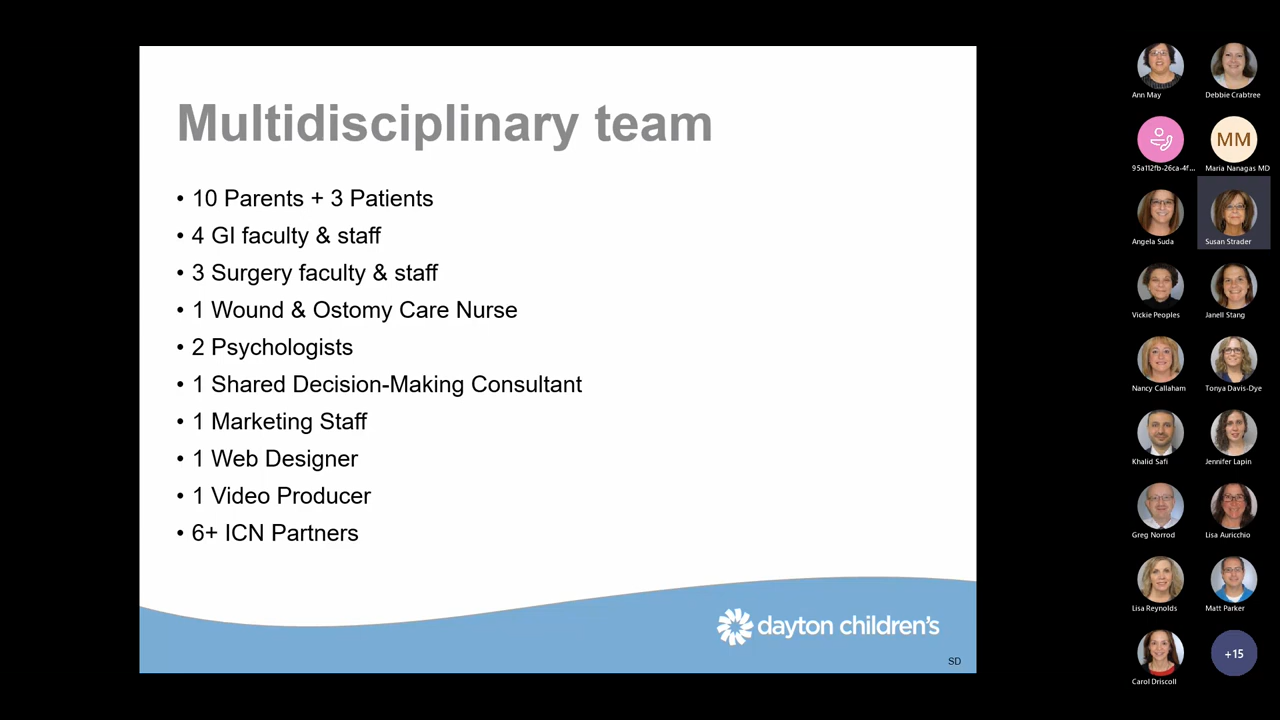 Multidisciplinary team
• 10 Parents + 3 Patients
• 4 GI faculty & staff
• 3 Surgery faculty & staff
• 1 Wound & Ostomy Care Nurse
• 2 Psychologists
• 1 Shared Decision-Making Consultant
• 1 Marketing Staff
• 1 Web Designer
• 1 Video Producer
• 6+ ICN Partners
dayton children's
SD
Ann May
Debbie Crabtree
MM
95a112fb-26ca-4f...
Maria Nanagas MD
Angela Suda
Susan Strader
Vickie Peoples
Janell Stang
Nancy Callaham
Tonya Davis-Dye
Khalid Safi
Jennifer Lapin
Greg Norrod
Lisa Auricchio
Lisa Reynolds
Matt Parker
Carol Driscoll
+15